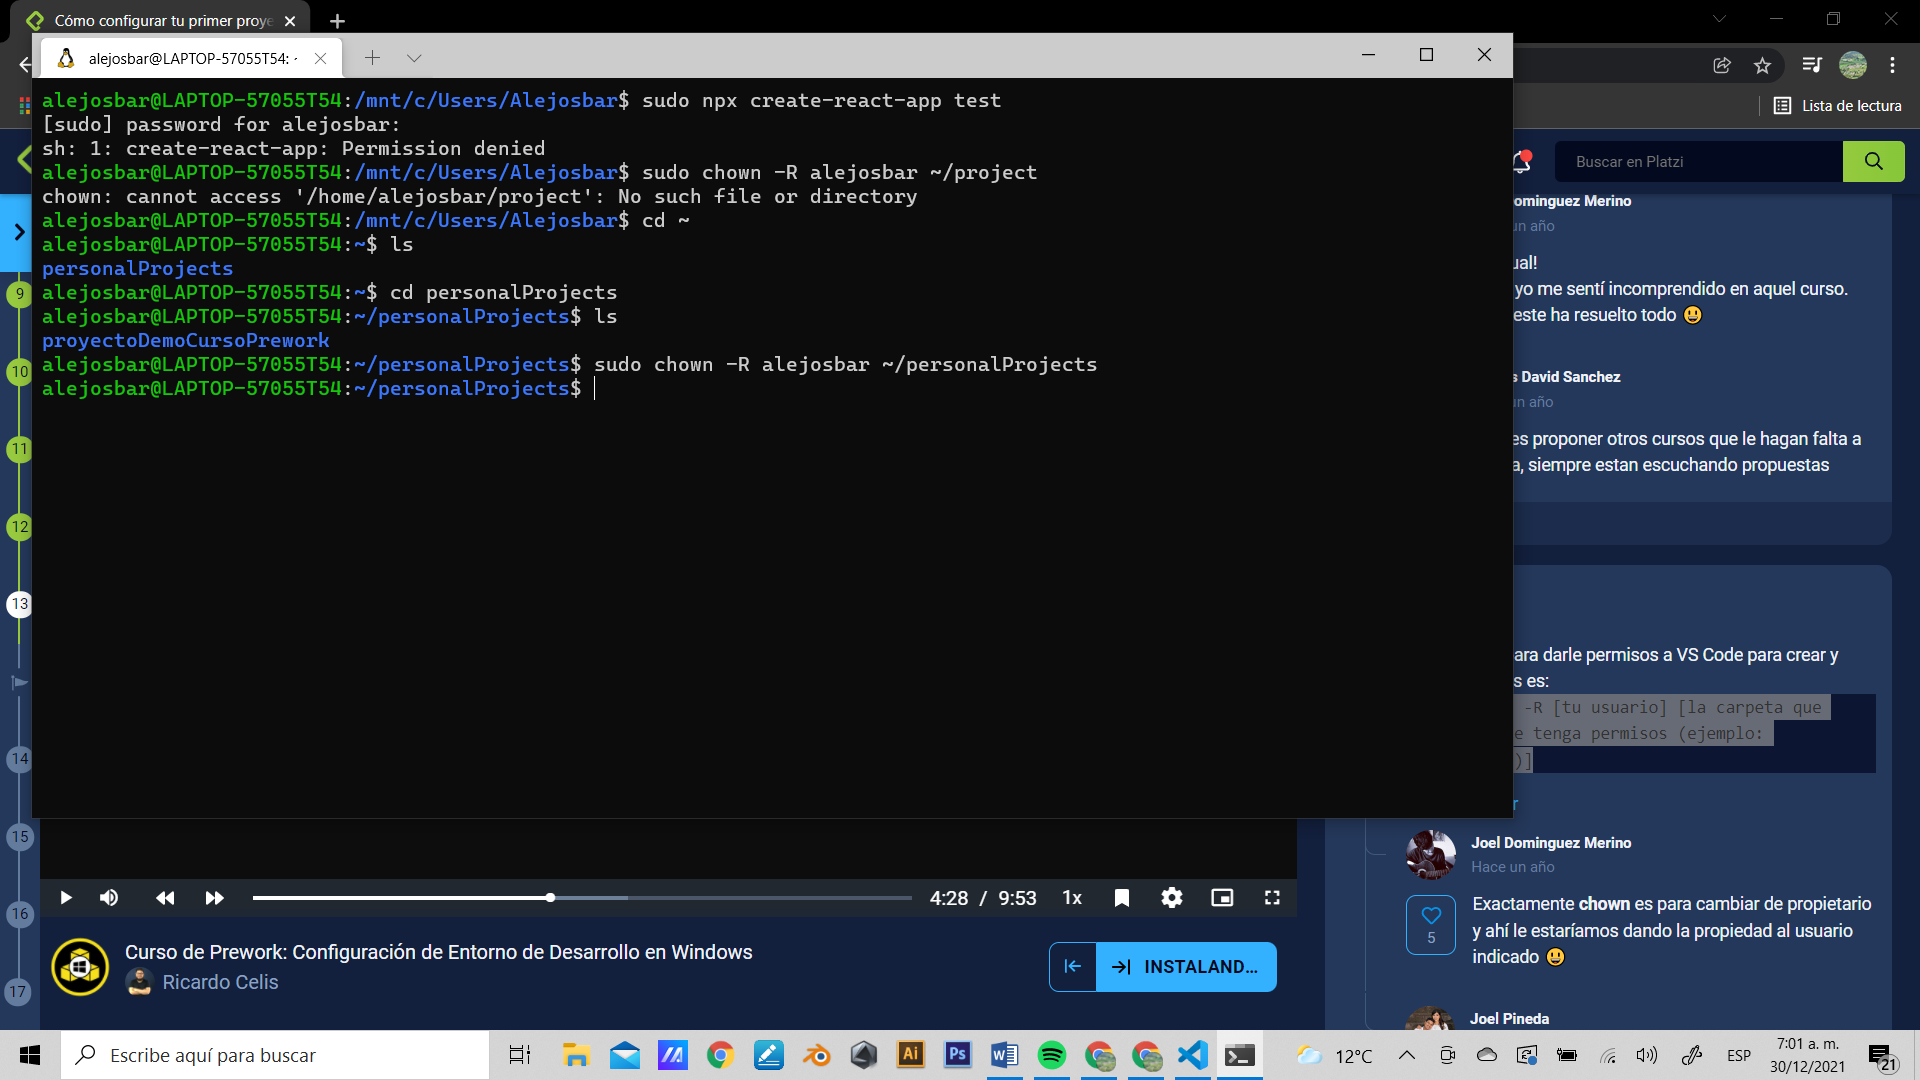 Cómo configurar tu primer proye
alejosbar@LAPTOP-57055T54: ~
alejosbar@LAPTOP-57055T54:/mnt/c/Users/Alejosbar$ sudo npx create-react-app test
[sudo] password for alejosbar:
sh: 1: create-react-app: Permission denied
alejosbar@LAPTOP-57055T54:/mnt/c/Users/Alejosbar$ sudo chown -R alejosbar ~/project
chown: cannot access '/home/alejosbar/project': No such file or directory
alejosbar@LAPTOP-57055T54:/mnt/c/Users/Alejosbar$ cd ~
alejosbar@LAPTOP-57055T54:~$ ls
personalProjects
alejosbar@LAPTOP-57055T54:~$ cd personalProjects
alejosbar@LAPTOP-57055T54:~/personalProjects$ ls
proyectoDemoCursoPrework
alejosbar@LAPTOP-57055T54:~/personalProjects$ sudo chown -R alejosbar ~/personalProjects
alejosbar@LAPTOP-57055T54:~/personalProjects$
Lista de lectura
Buscar en Platzi
ominguez Merino
un año
ual!
yo me sentí incomprendido en aquel curso.
este ha resuelto todo 😃
s David Sanchez
un año
es proponer otros cursos que le hagan falta a
a, siempre estan escuchando propuestas
ara darle permisos a VS Code para crear y
s es:
-R [tu usuario] [la carpeta que
e tenga permisos (ejemplo:
)]
r
Joel Dominguez Merino
Hace un año
Exactamente chown es para cambiar de propietario
y ahí le estaríamos dando la propiedad al usuario
indicado 😃
5
Joel Pineda
9
10
11
12
13
14
15
16
17
4:28 / 9:53 1x
Curso de Prework: Configuración de Entorno de Desarrollo en Windows
Ricardo Celis
INSTALAND...
Escribe aquí para buscar
Ai
Ps
12°C
ESP
7:01 a. m.
30/12/2021
21